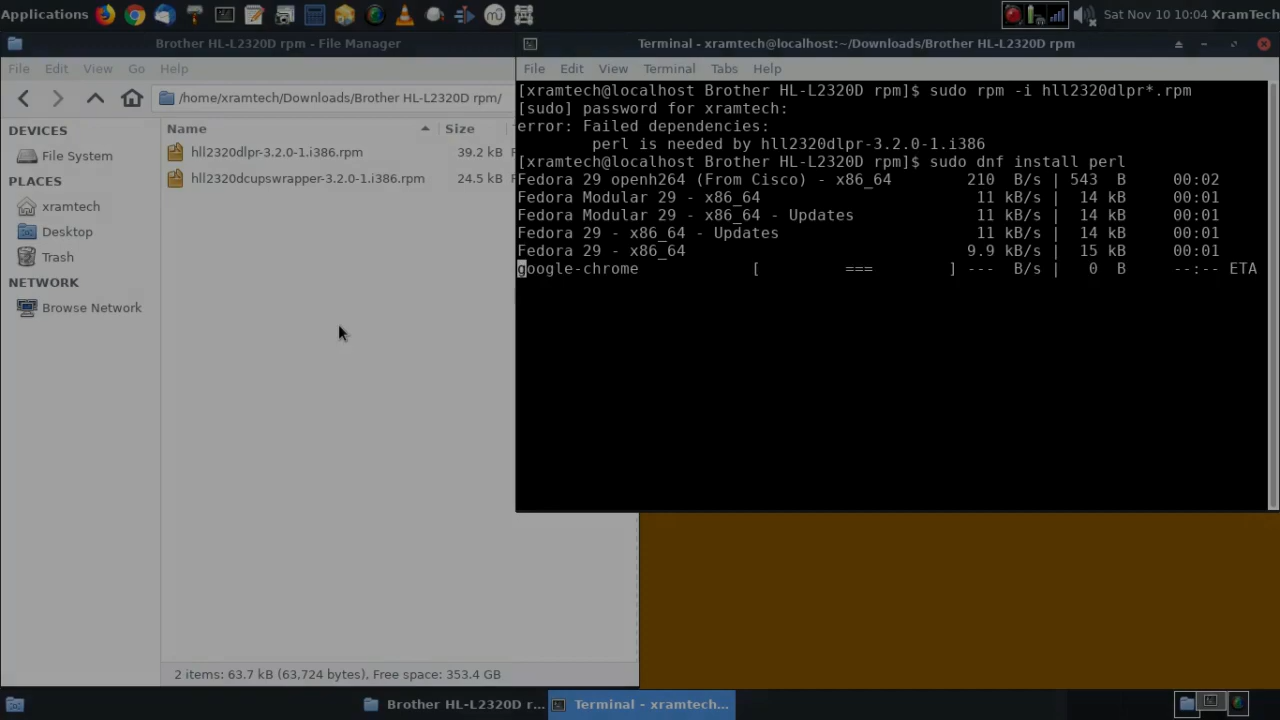 Applications
Sat Nov 10 10:04 XramTech
Brother HL-L2320D rpm - File Manager
File Edit View Go Help
/home/xramtech/Downloads/Brother HL-L2320D rpm/
DEVICES
File System
PLACES
xramtech
Desktop
Trash
NETWORK
Browse Network
Name Size
hll2320dlpr-3.2.0-1.i386.rpm 39.2 kB
hll2320dcupswrapper-3.2.0-1.i386.rpm 24.5 kB
2 items: 63.7 kB (63,724 bytes), Free space: 353.4 GB
Terminal - xramtech@localhost:~/Downloads/Brother HL-L2320D rpm
File Edit View Terminal Tabs Help
[xramtech@localhost Brother HL-L2320D rpm]$ sudo rpm -i hll2320dlpr*.rpm
[sudo] password for xramtech:
error: Failed dependencies:
perl is needed by hll2320dlpr-3.2.0-1.i386
[xramtech@localhost Brother HL-L2320D rpm]$ sudo dnf install perl
Fedora 29 openh264 (From Cisco) - x86_64 210 B/s | 543 B 00:02
Fedora Modular 29 - x86_64 11 kB/s | 14 kB 00:01
Fedora Modular 29 - x86_64 - Updates 11 kB/s | 14 kB 00:01
Fedora 29 - x86_64 - Updates 11 kB/s | 14 kB 00:01
Fedora 29 - x86_64 9.9 kB/s | 15 kB 00:01
google-chrome [ === ] --- B/s | 0 B --:-- ETA
Brother HL-L2320D r...
Terminal - xramtech...